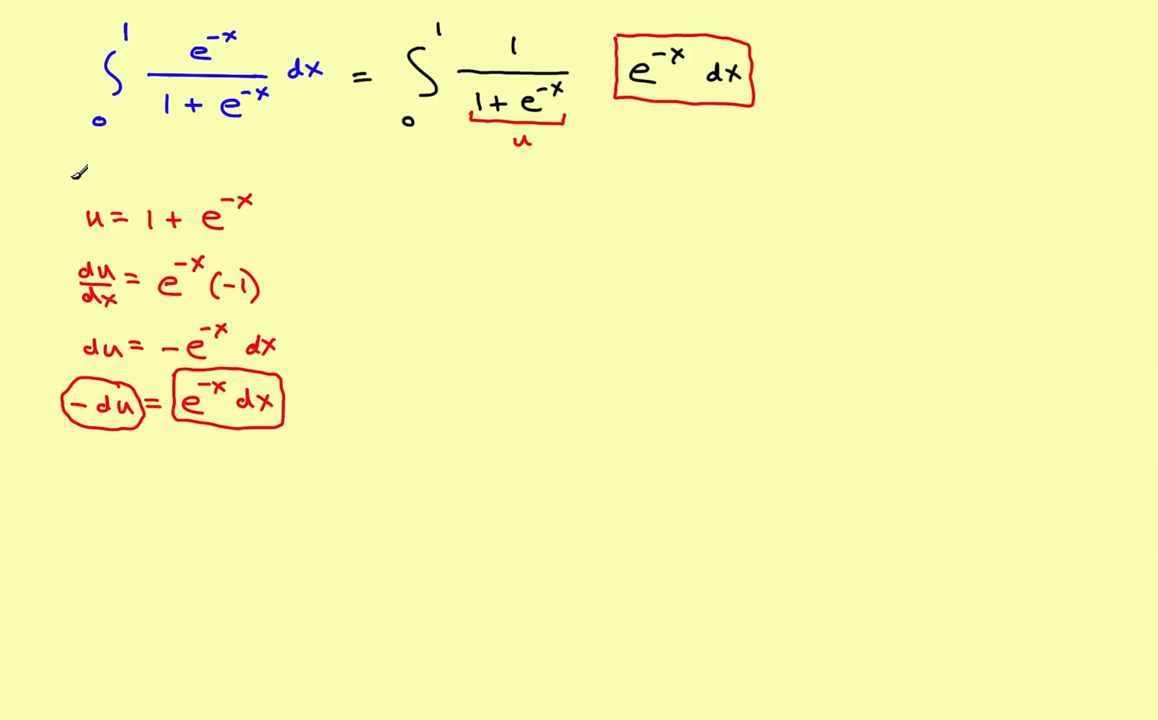 ∫₀¹ e⁻ˣ / (1 + e⁻ˣ) dx = ∫₀¹ 1 / (1 + e⁻ˣ) e⁻ˣ dx
u
u = 1 + e⁻ˣ
du/dx = e⁻ˣ (-1)
du = - e⁻ˣ dx
- du = e⁻ˣ dx